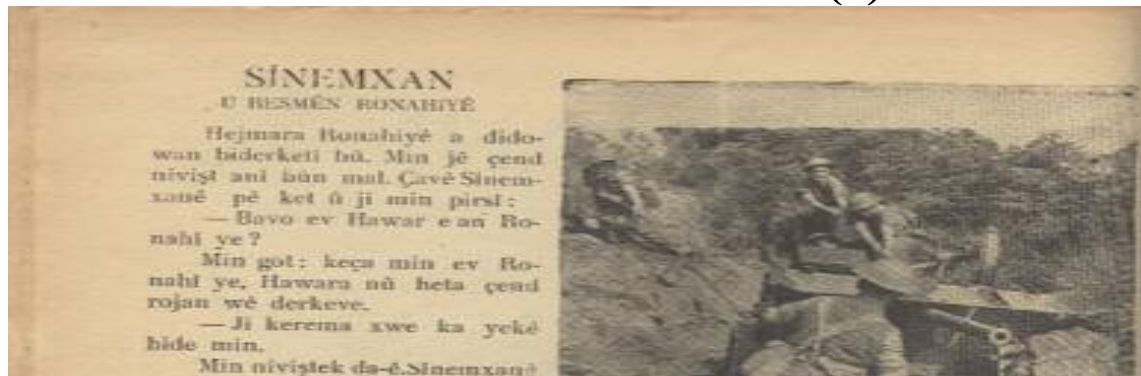 SÎNEMXAN
Û RESMÊN RONAHIYÊ
Hejmara Ronahiyê a dido-
wan biderketî bû. Min jê çend
nivîşt anî bûn mal. Çavê Sînem-
xanê pê ket û ji min pirsî:
— Bavo ev Hawar e an Ro-
nahî ye?
Min got: keça min ev Ro-
nahî ye, Hawara nû heta çend
rojan wê derkeve.
— Ji kerema xwe ka yekê
bide min.
Min nivîştek da-ê. Sînemxanê